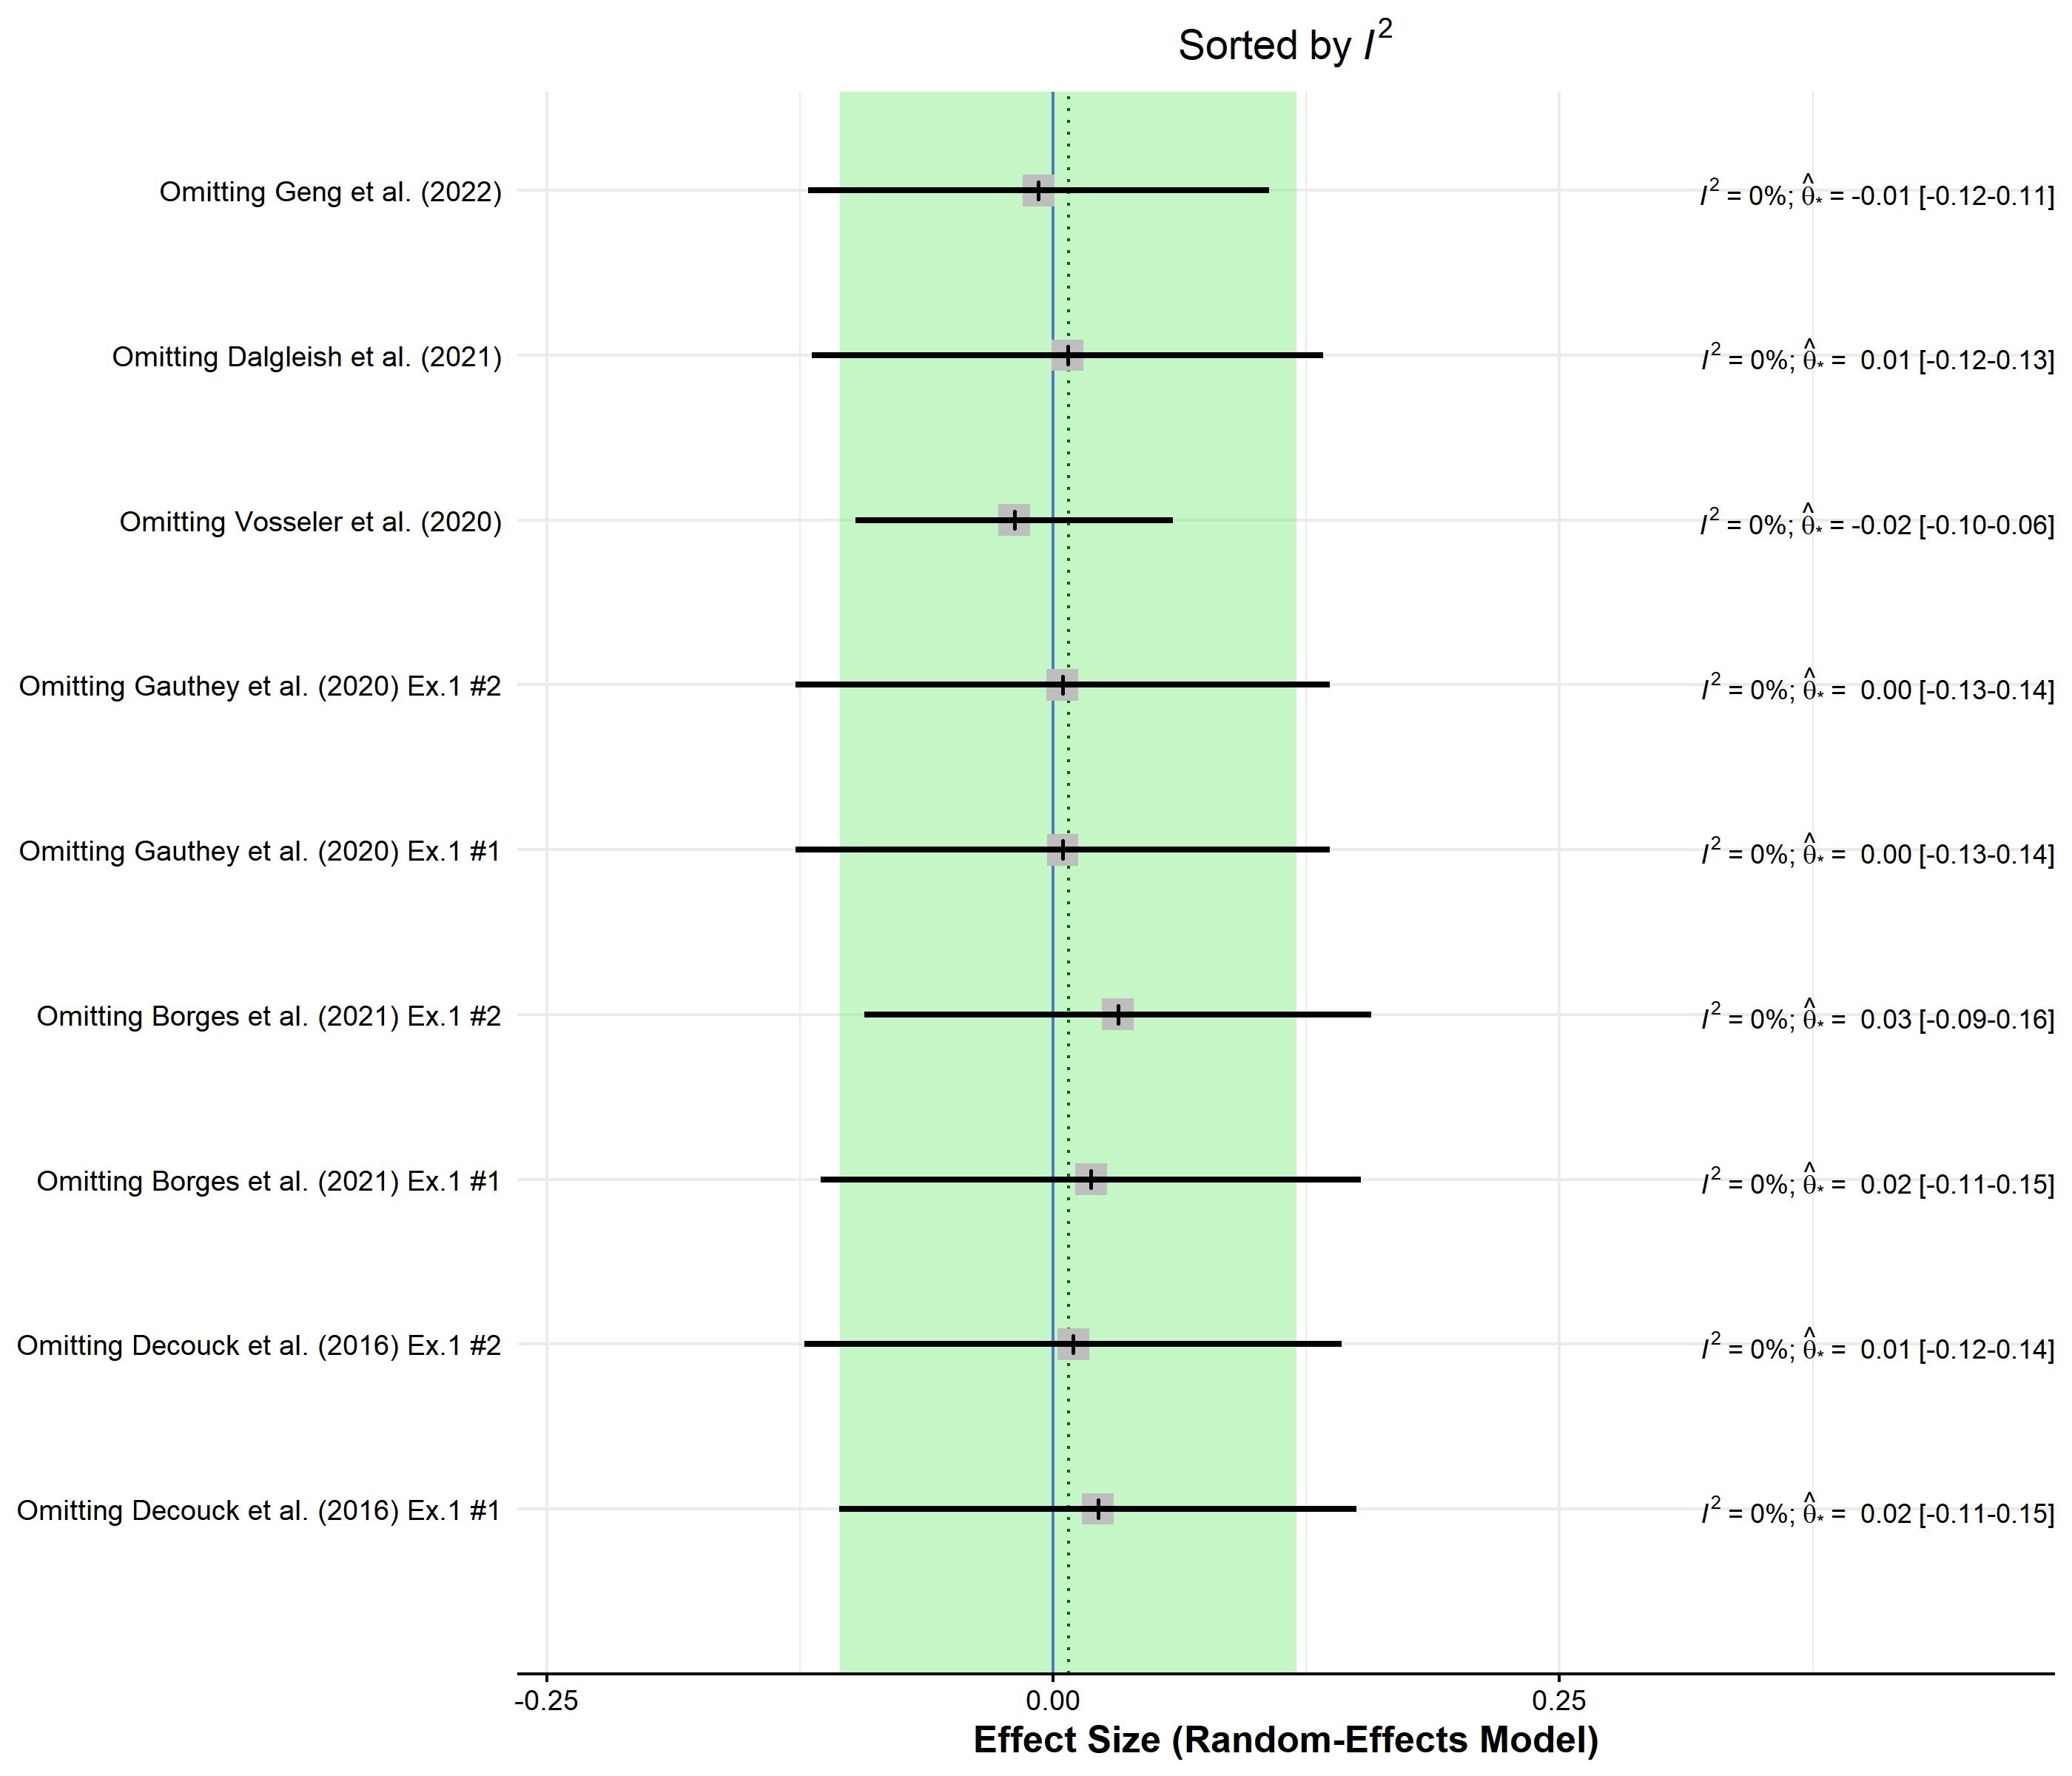 Sorted by I²
Omitting Geng et al. (2022) I² = 0%; θ̂* = -0.01 [-0.12-0.11]
Omitting Dalgleish et al. (2021) I² = 0%; θ̂* = 0.01 [-0.12-0.13]
Omitting Vosseler et al. (2020) I² = 0%; θ̂* = -0.02 [-0.10-0.06]
Omitting Gauthey et al. (2020) Ex.1 #2 I² = 0%; θ̂* = 0.00 [-0.13-0.14]
Omitting Gauthey et al. (2020) Ex.1 #1 I² = 0%; θ̂* = 0.00 [-0.13-0.14]
Omitting Borges et al. (2021) Ex.1 #2 I² = 0%; θ̂* = 0.03 [-0.09-0.16]
Omitting Borges et al. (2021) Ex.1 #1 I² = 0%; θ̂* = 0.02 [-0.11-0.15]
Omitting Decouck et al. (2016) Ex.1 #2 I² = 0%; θ̂* = 0.01 [-0.12-0.14]
Omitting Decouck et al. (2016) Ex.1 #1 I² = 0%; θ̂* = 0.02 [-0.11-0.15]
-0.25 0.00 0.25
Effect Size (Random-Effects Model)